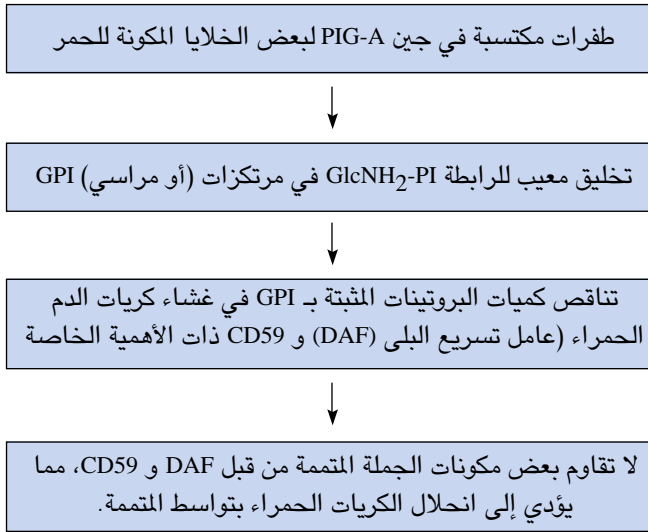 طفرات مكتسبة في جين PIG-A لبعض الخلايا المكونة للحمر
تخليق معيب للرابطة GlcNH2-PI في مرتكزات (أو مراسي) GPI
تناقص كميات البروتينات المثبتة بـ GPI في غشاء كريات الدم
الحمراء (عامل تسريع البلى (DAF) و CD59 ذات الأهمية الخاصة
لا تقاوم بعض مكونات الجملة المتممة من قبل DAF و CD59، مما
يؤدي إلى انحلال الكريات الحمراء بتواسط المتممة.